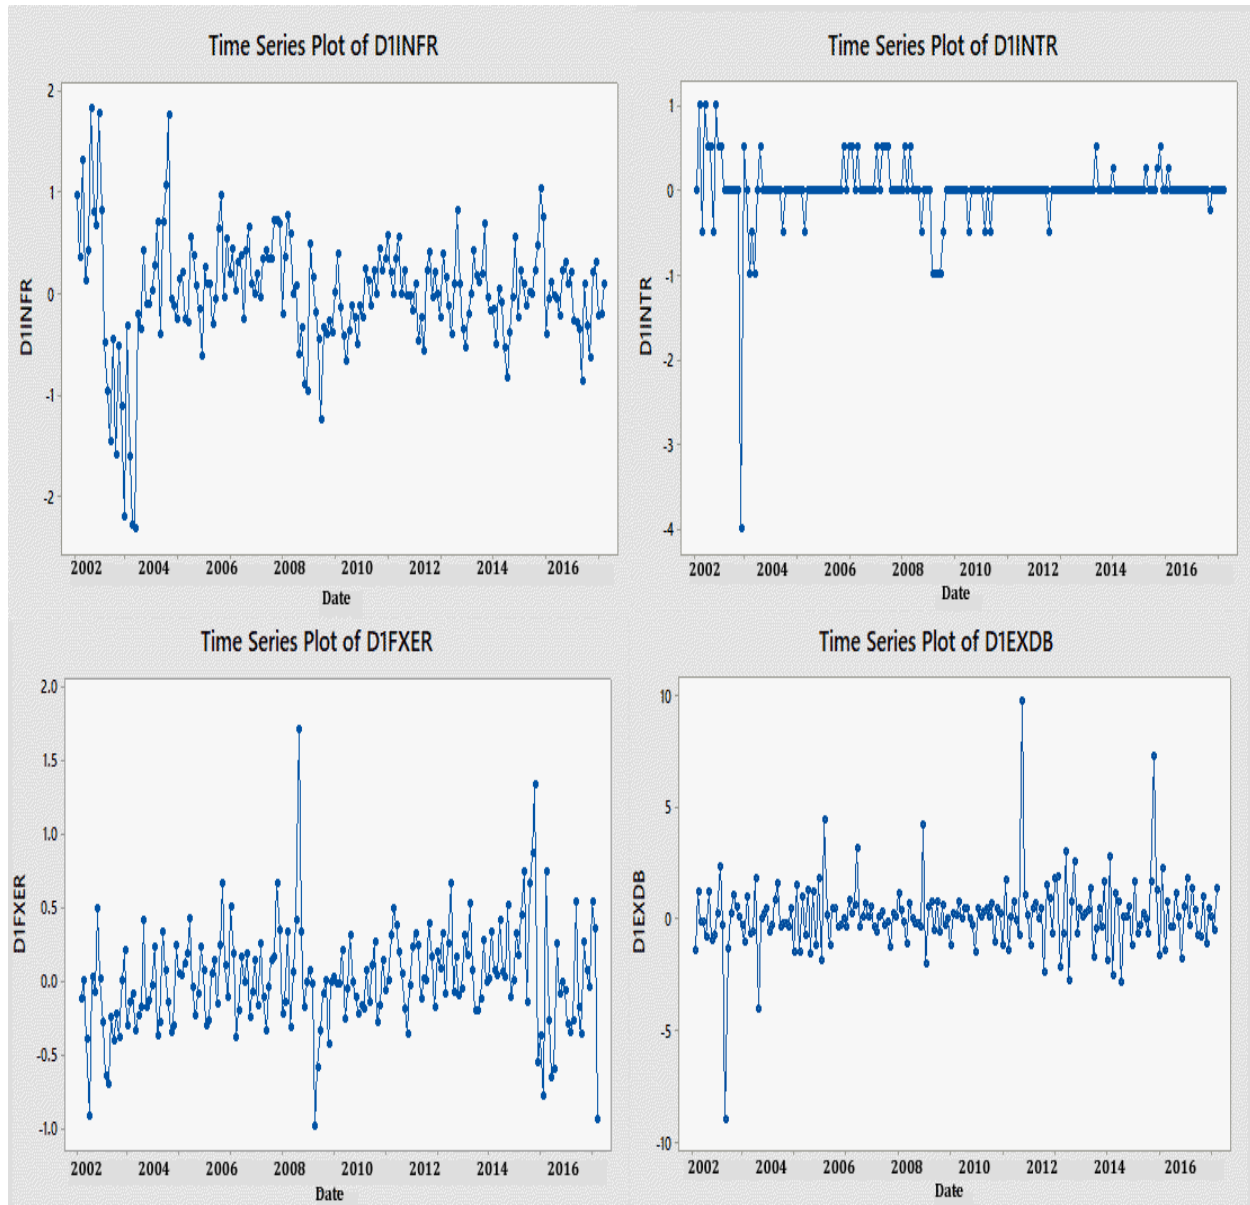 Time Series Plot of D1INFR
D1INFR
2
1
0
-1
-2
2002 2004 2006 2008 2010 2012 2014 2016
Date
Time Series Plot of D1INTR
D1INTR
1
0
-1
-2
-3
-4
2002 2004 2006 2008 2010 2012 2014 2016
Date
Time Series Plot of D1FXER
D1FXER
2.0
1.5
1.0
0.5
0.0
-0.5
-1.0
2002 2004 2006 2008 2010 2012 2014 2016
Date
Time Series Plot of D1EXDB
D1EXDB
10
5
0
-5
-10
2002 2004 2006 2008 2010 2012 2014 2016
Date